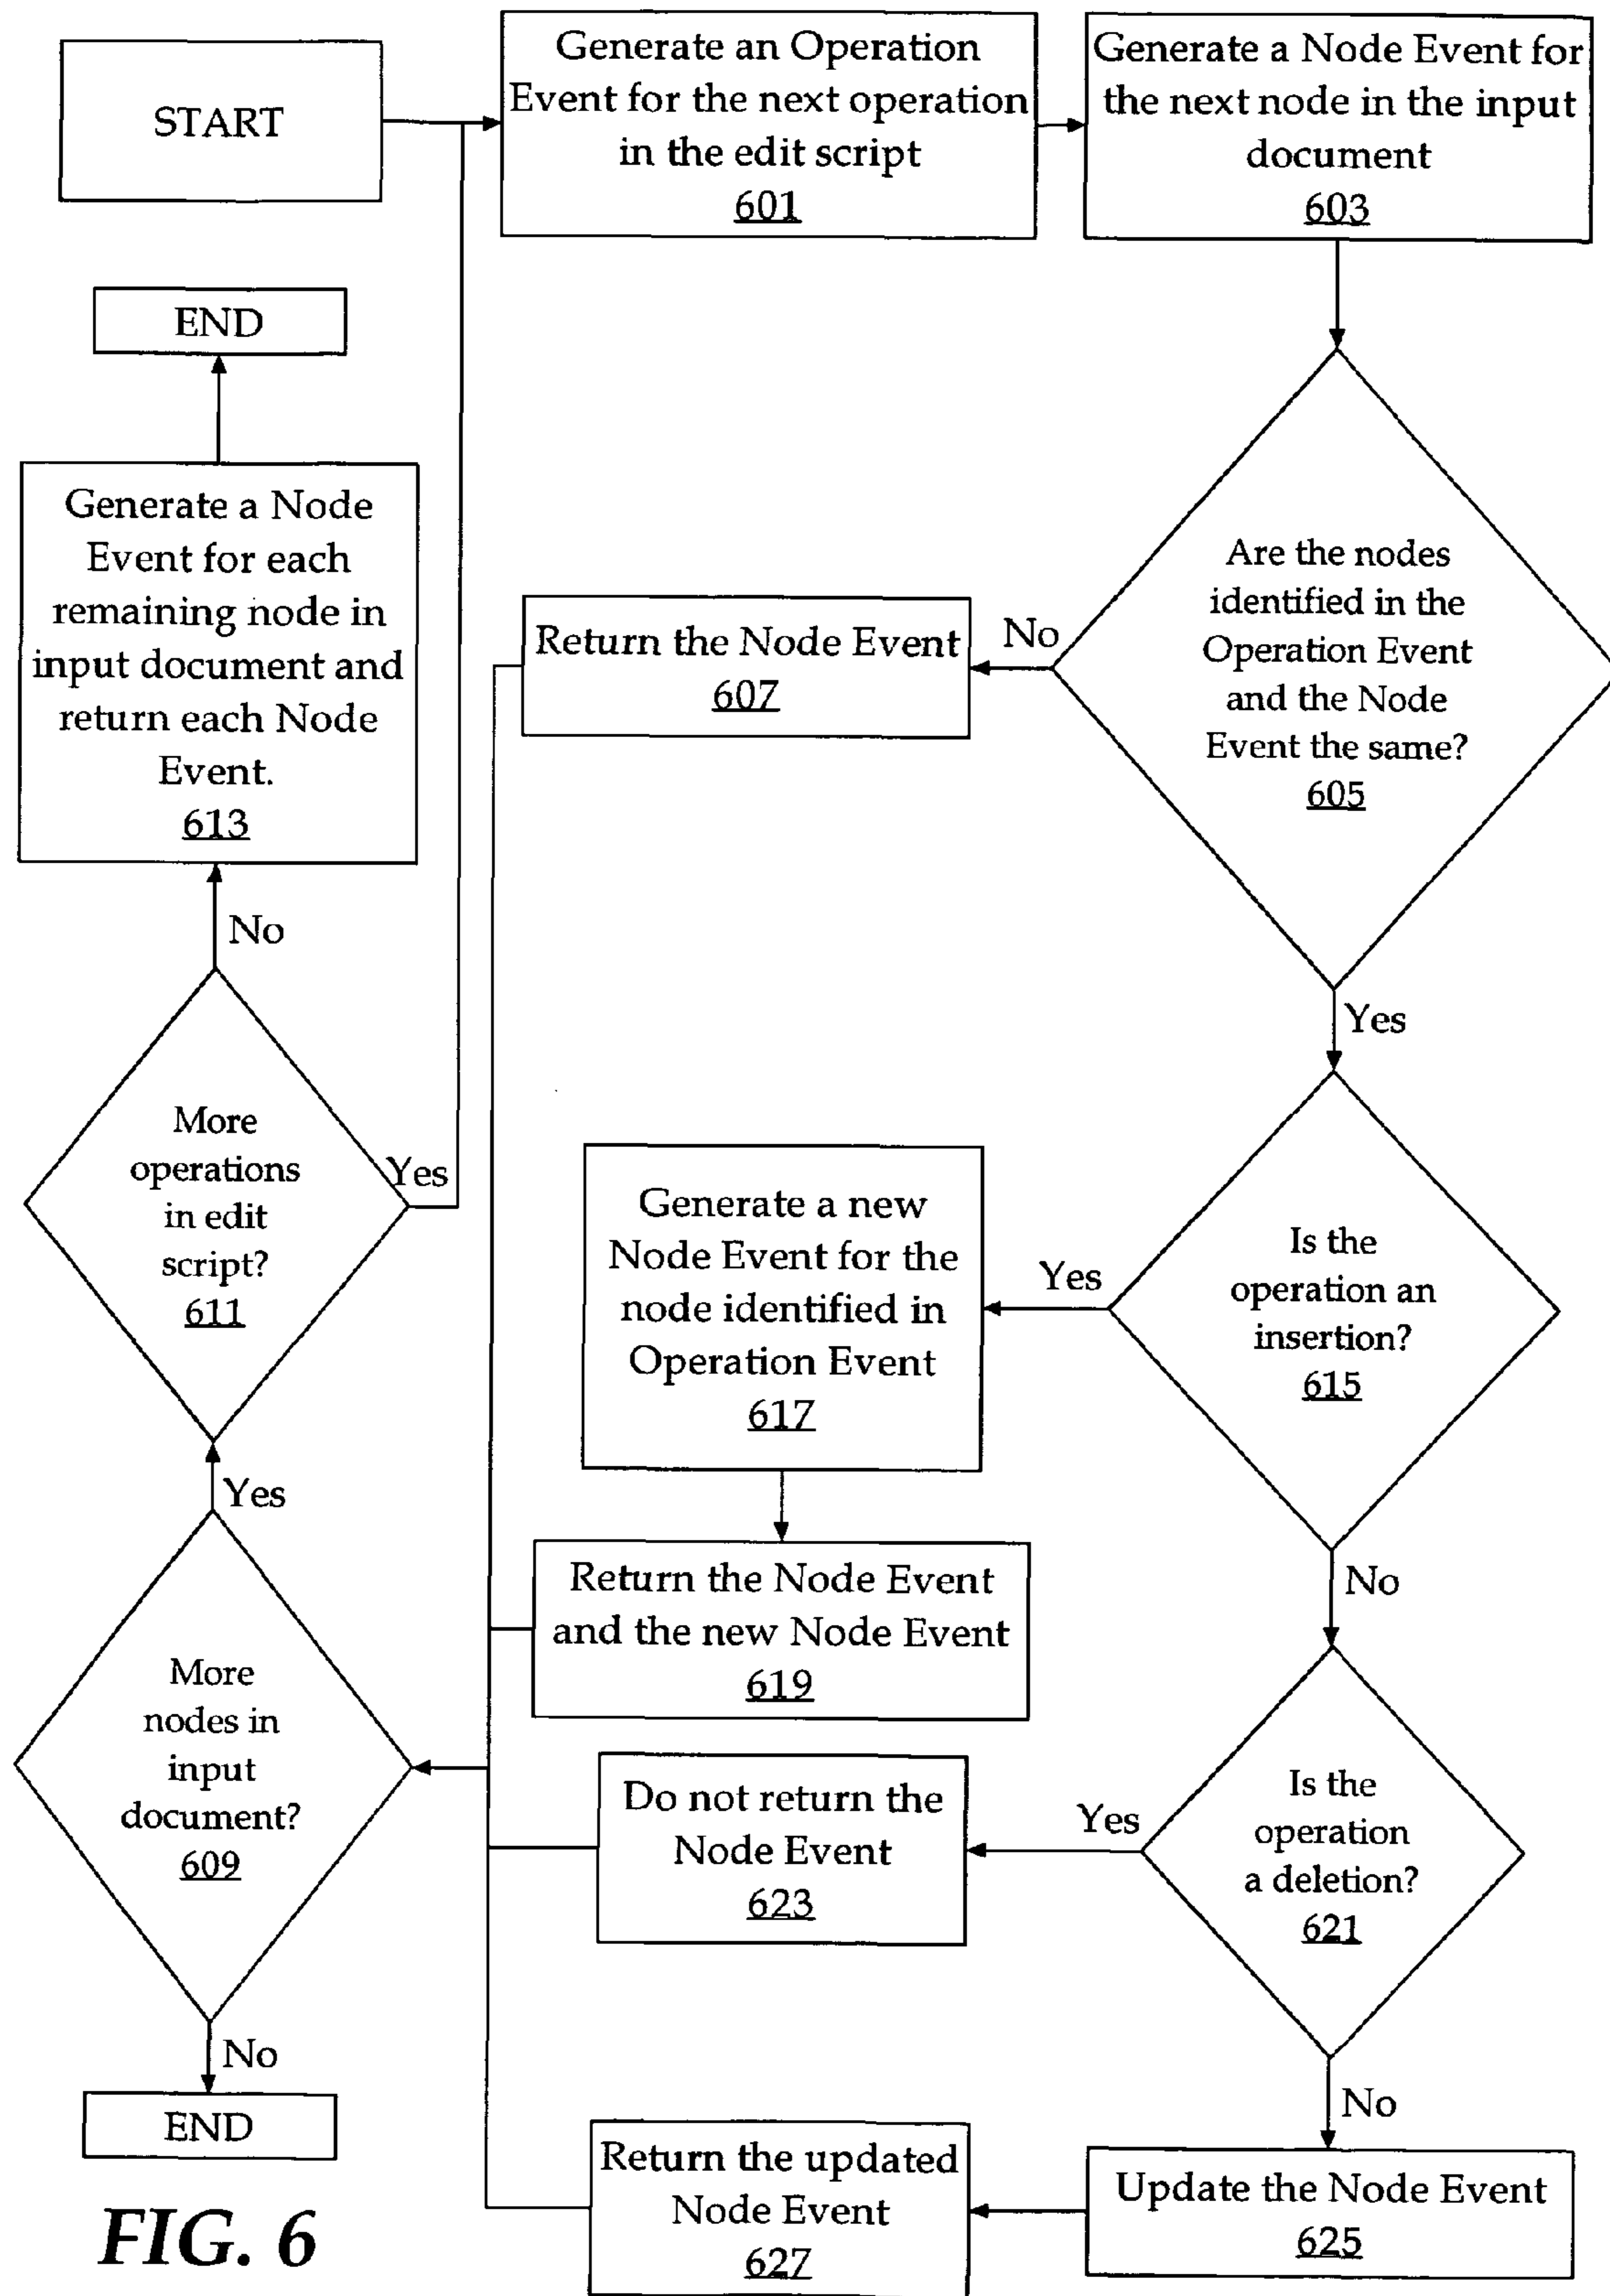 START
Generate an Operation
Event for the next operation
in the edit script
601
Generate a Node Event for
the next node in the input
document
603
Are the nodes
identified in the
Operation Event
and the Node
Event the same?
605
No
Return the Node Event
607
Yes
Is the
operation an
insertion?
615
Yes
Generate a new
Node Event for the
node identified in
Operation Event
617
Return the Node Event
and the new Node Event
619
No
Is the
operation
a deletion?
621
Yes
Do not return the
Node Event
623
No
Update the Node Event
625
Return the updated
Node Event
627
More
nodes in
input
document?
609
No
END
Yes
More
operations
in edit
script?
611
Yes
No
Generate a Node
Event for each
remaining node in
input document and
return each Node
Event.
613
END
FIG. 6